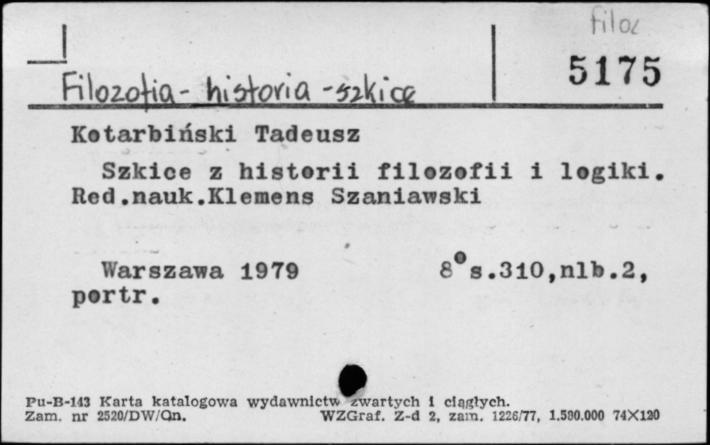 filoz
5175
Filozofia - historia - szkice
Kotarbiński Tadeusz
Szkice z historii filozofii i logiki.
Red.nauk.Klemens Szaniawski
Warszawa 1979 8° s.310,nlb.2,
portr.
Pu-B-143 Karta katalogowa wydawnictw zwartych i ciągłych.
Zam. nr 2520/DW/Qn. WZGraf. Z-d 2, zam. 1226/77, 1.500.000 74X120